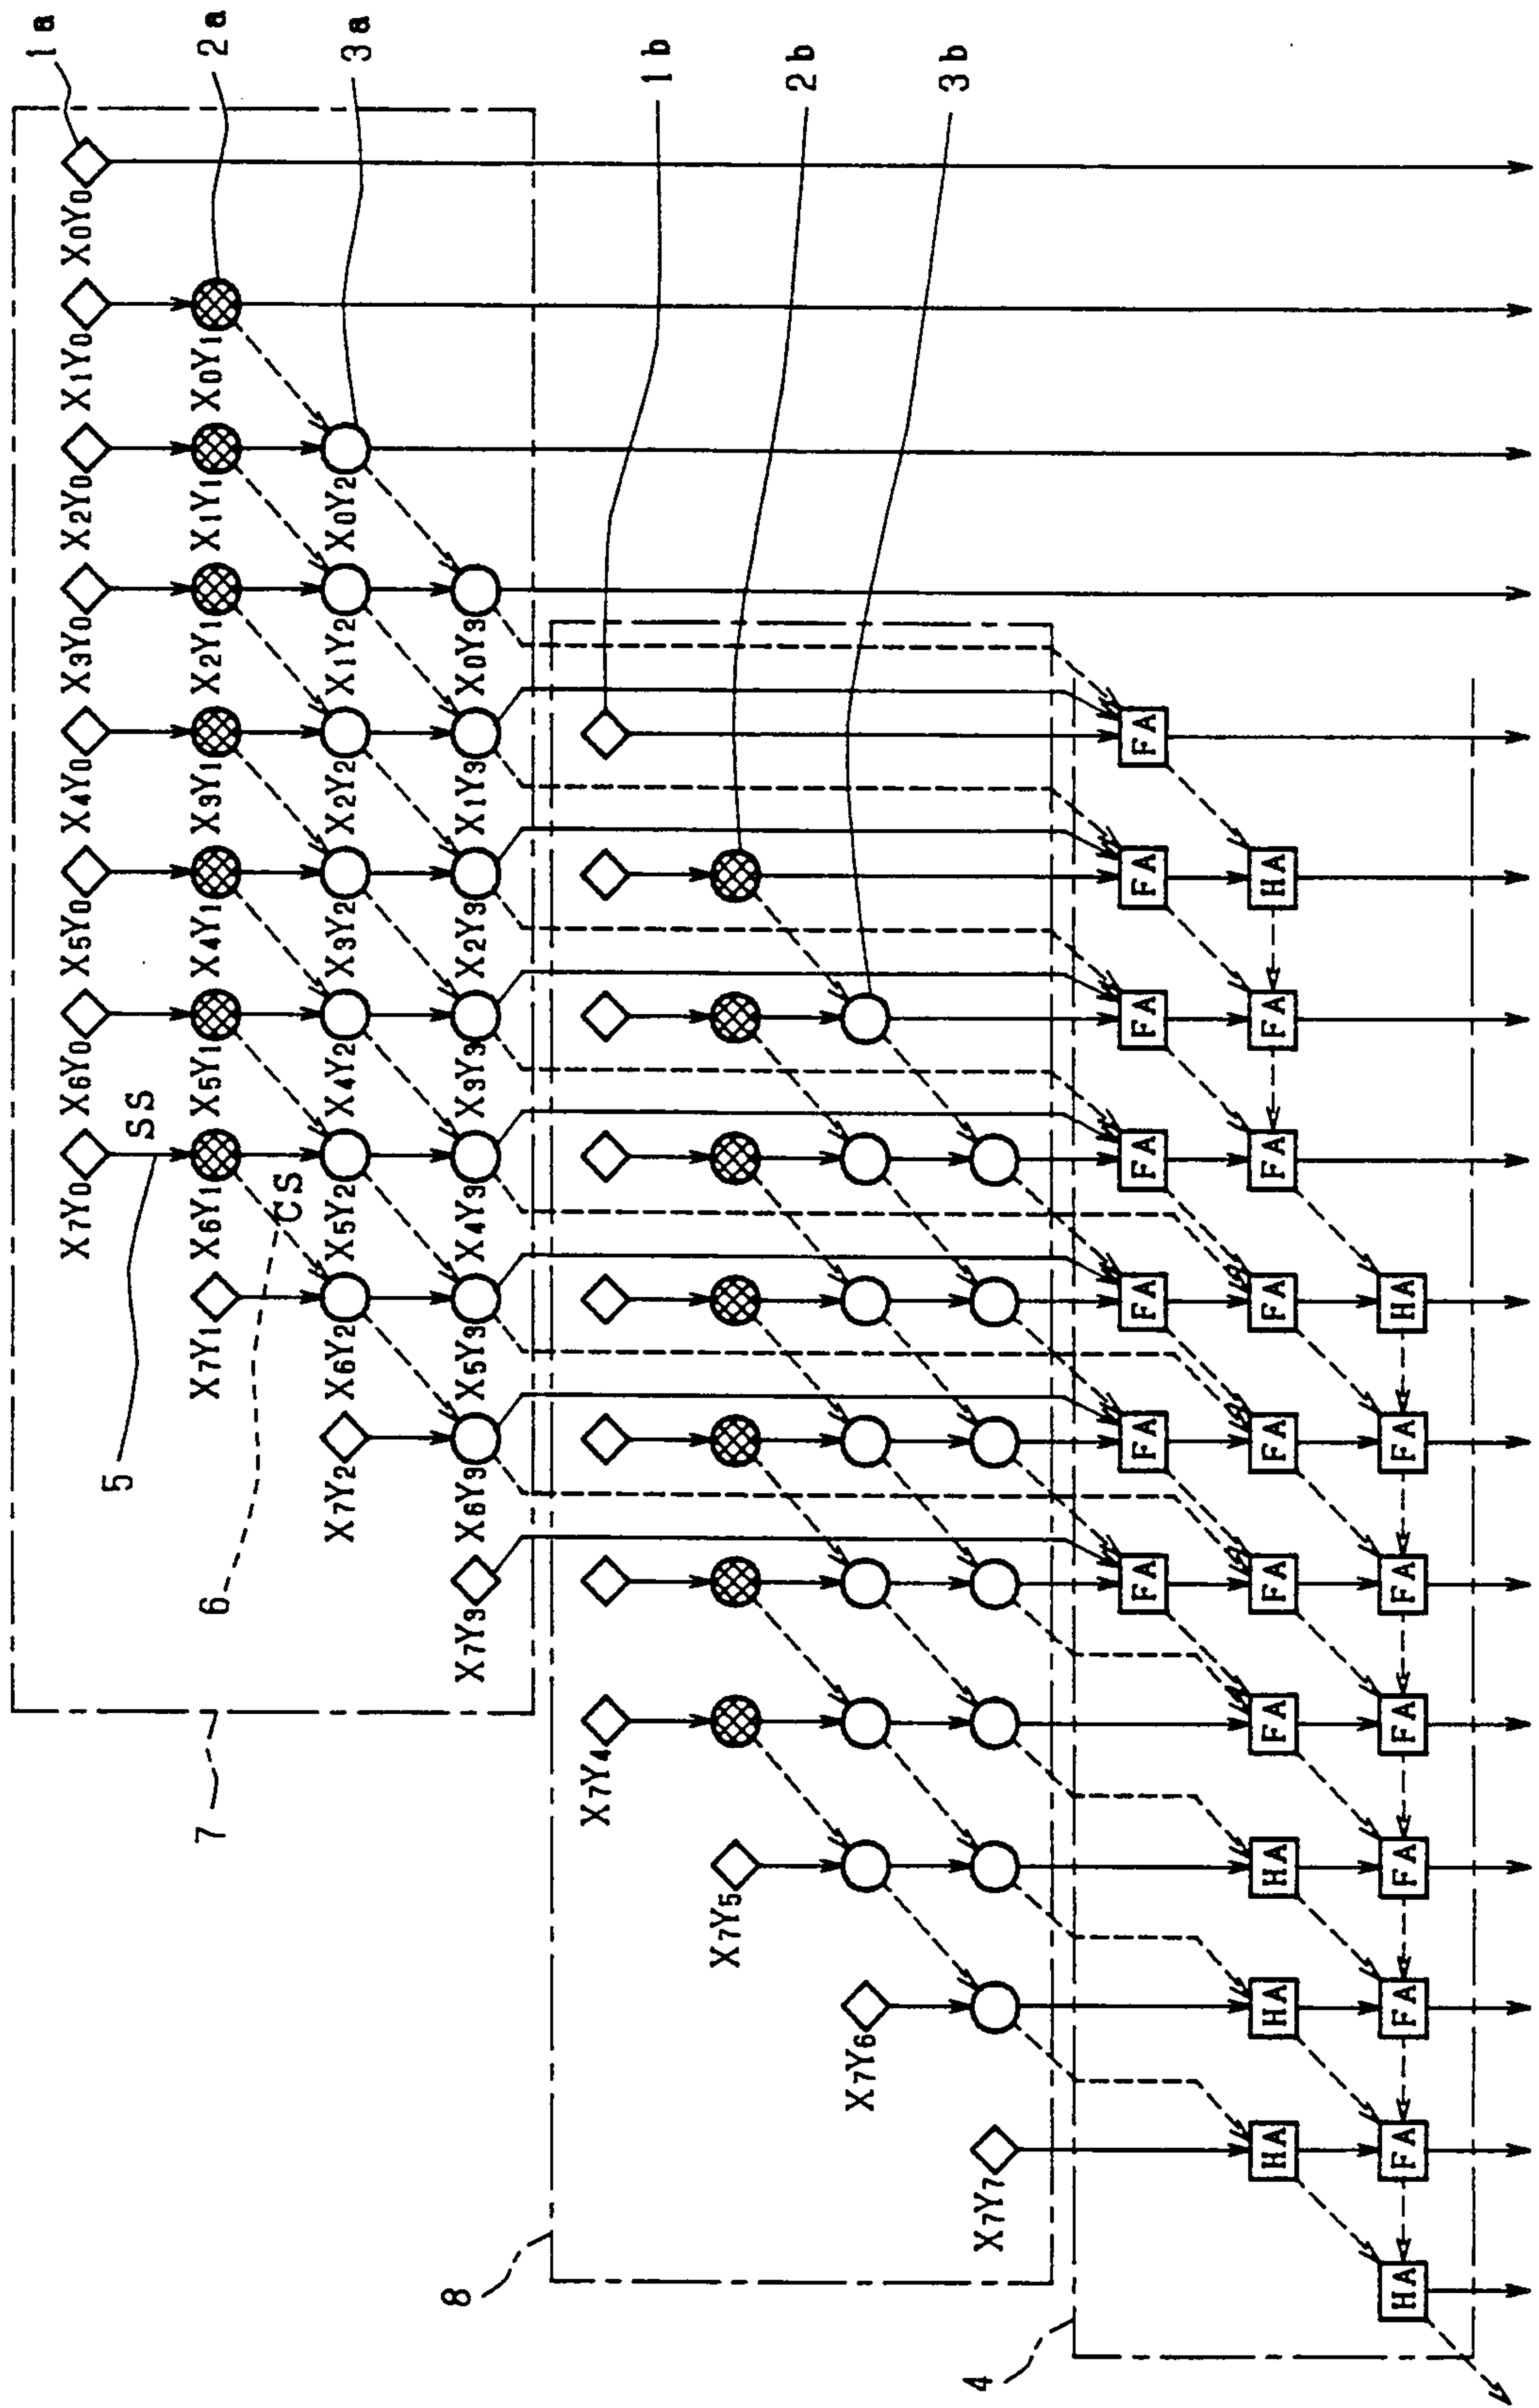 X7Y0 X6Y0 X5Y0 X4Y0 X3Y0 X2Y0 X1Y0 X0Y0
1a
SS
5
X7Y1 X6Y1 X5Y1 X4Y1 X3Y1 X2Y1 X1Y1 X0Y1
2a
7
6
CS
X7Y2 X6Y2 X5Y2 X4Y2 X3Y2 X2Y2 X1Y2 X0Y2
3a
X7Y3 X6Y3 X5Y3 X4Y3 X3Y3 X2Y3 X1Y3 X0Y3
8
X7Y4
1b
X7Y5
2b
X7Y6
3b
X7Y7
4
FA FA FA FA FA FA FA
HA HA HA FA FA FA FA FA FA HA
HA FA FA FA FA FA FA HA